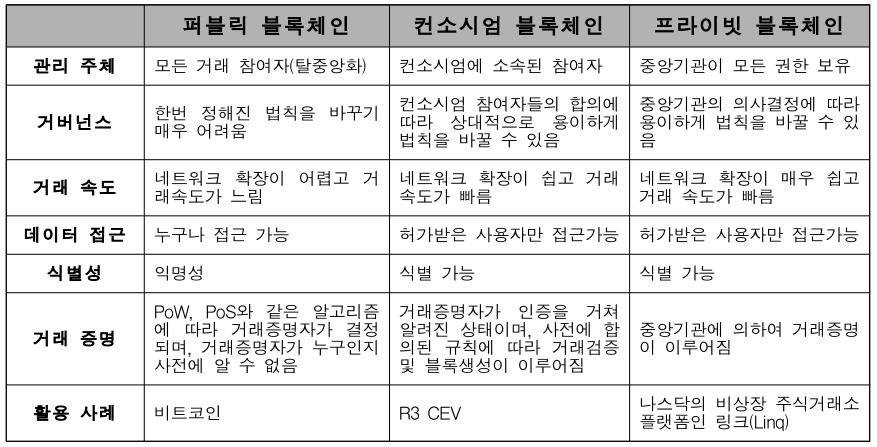 퍼블릭 블록체인 컨소시엄 블록체인 프라이빗 블록체인
관리 주체 모든 거래 참여자(탈중앙화) 컨소시엄에 소속된 참여자 중앙기관이 모든 권한 보유
거버넌스
한번 정해진 법칙을 바꾸기
매우 어려움
컨소시엄 참여자들의 합의에
따라 상대적으로 용이하게
법칙을 바꿀 수 있음
중앙기관의 의사결정에 따라
용이하게 법칙을 바꿀 수 있
음
거래 속도
네트워크 확장이 어렵고 거
래속도가 느림
네트워크 확장이 쉽고 거래
속도가 빠름
네트워크 확장이 매우 쉽고
거래 속도가 빠름
데이터 접근 누구나 접근 가능 허가받은 사용자만 접근가능 허가받은 사용자만 접근가능
식별성 익명성 식별 가능 식별 가능
거래 증명
PoW, PoS와 같은 알고리즘
에 따라 거래증명자가 결정
되며, 거래증명자가 누구인지
사전에 알 수 없음
거래증명자가 인증을 거쳐
알려진 상태이며, 사전에 합
의된 규칙에 따라 거래검증
및 블록생성이 이루어짐
중앙기관에 의하여 거래증명
이 이루어짐
활용 사례 비트코인 R3 CEV
나스닥의 비상장 주식거래소
플랫폼인 링크(Linq)